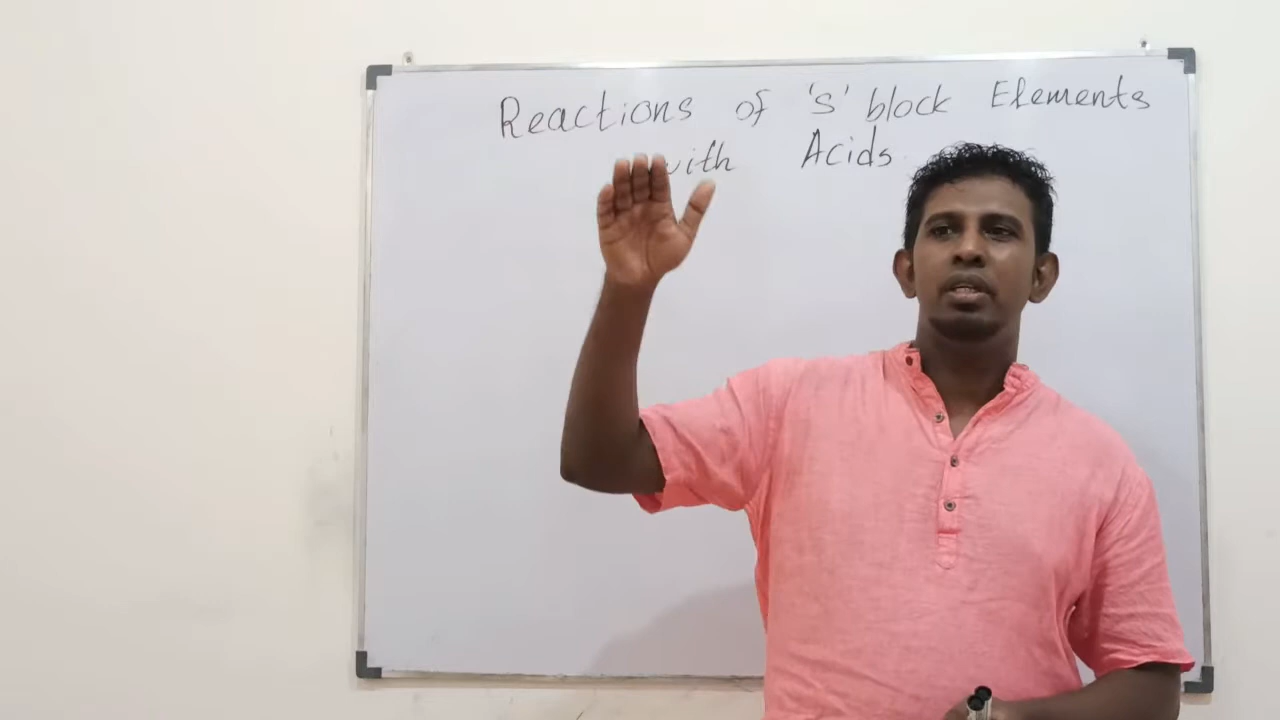 Reactions of 's' block Elements
with Acids.